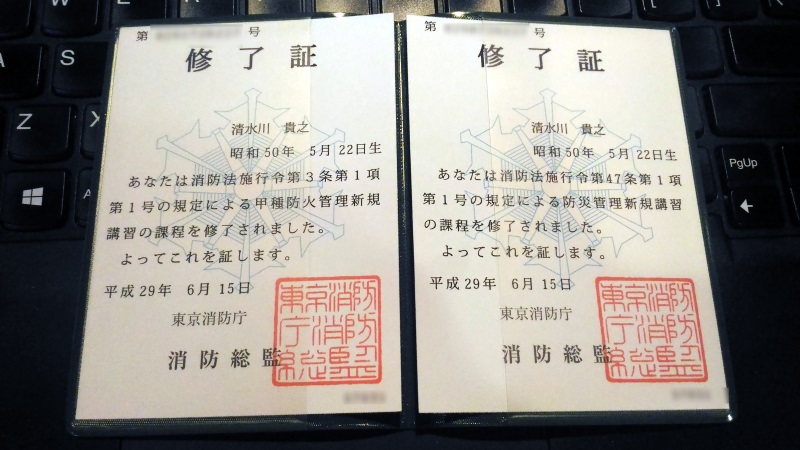 第 号
修了証
清水川 貴之
昭和50年 5月22日生
あなたは消防法施行令第3条第1項
第1号の規定による甲種防火管理新規
講習の課程を修了されました。
よってこれを証します。
平成29年 6月15日
東京消防庁
消防総監
東京消防
庁消防
総監
第 号
修了証
清水川 貴之
昭和50年 5月22日生
あなたは消防法施行令第47条第1項
第1号の規定による防災管理新規講習
の課程を修了されました。
よってこれを証します。
平成29年 6月15日
東京消防庁
消防総監
東京消防
庁消防
総監
A
S
Z
X
A
PgUp